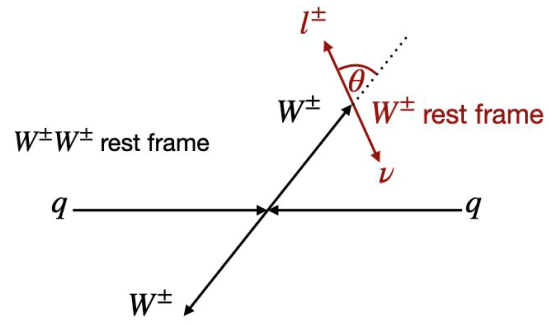 l±
θ
W± W± rest frame
W±W± rest frame
ν
q q
W±